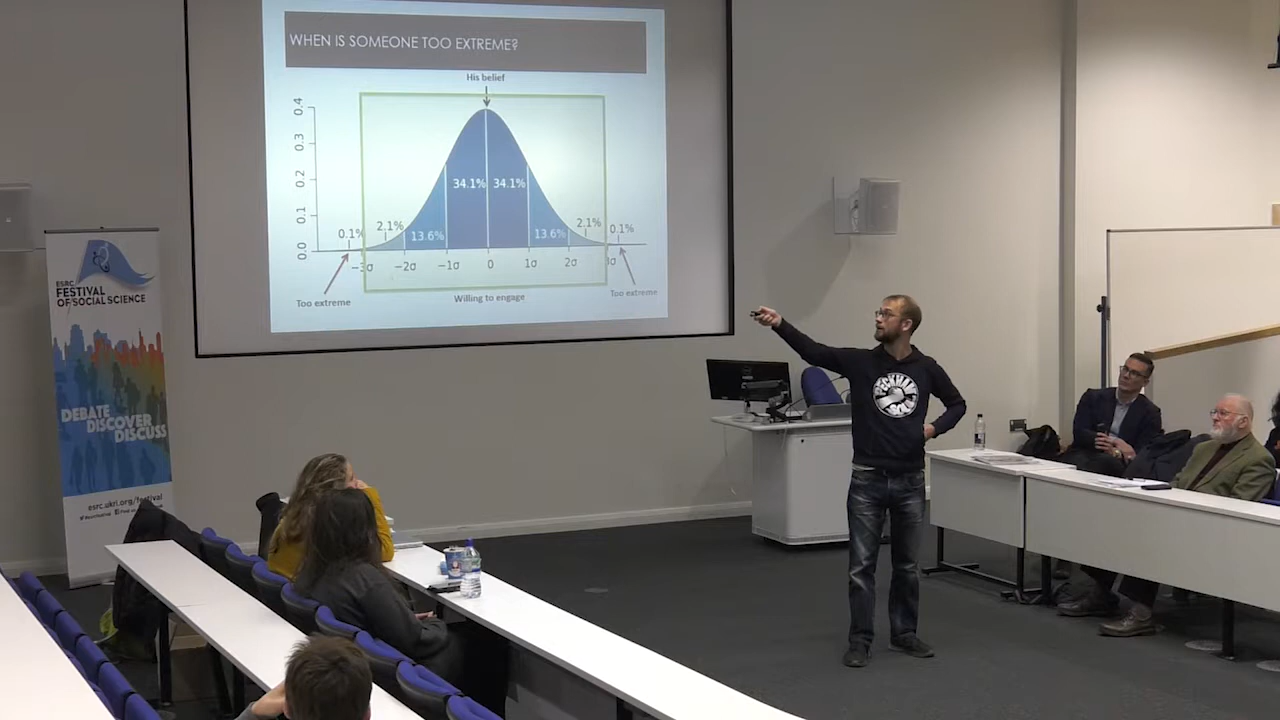 WHEN IS SOMEONE TOO EXTREME?
His belief
0.4
0.3
0.2
0.1
0.0
34.1% 34.1%
0.1% 2.1% 13.6% 13.6% 2.1% 0.1%
−3σ −2σ −1σ 0 1σ 2σ 3σ
Too extreme Willing to engage Too extreme
ESRC
FESTIVAL
OF SOCIAL SCIENCE
DEBATE
DISCOVER
DISCUSS
esrc.ukri.org/festival
PECKHAM